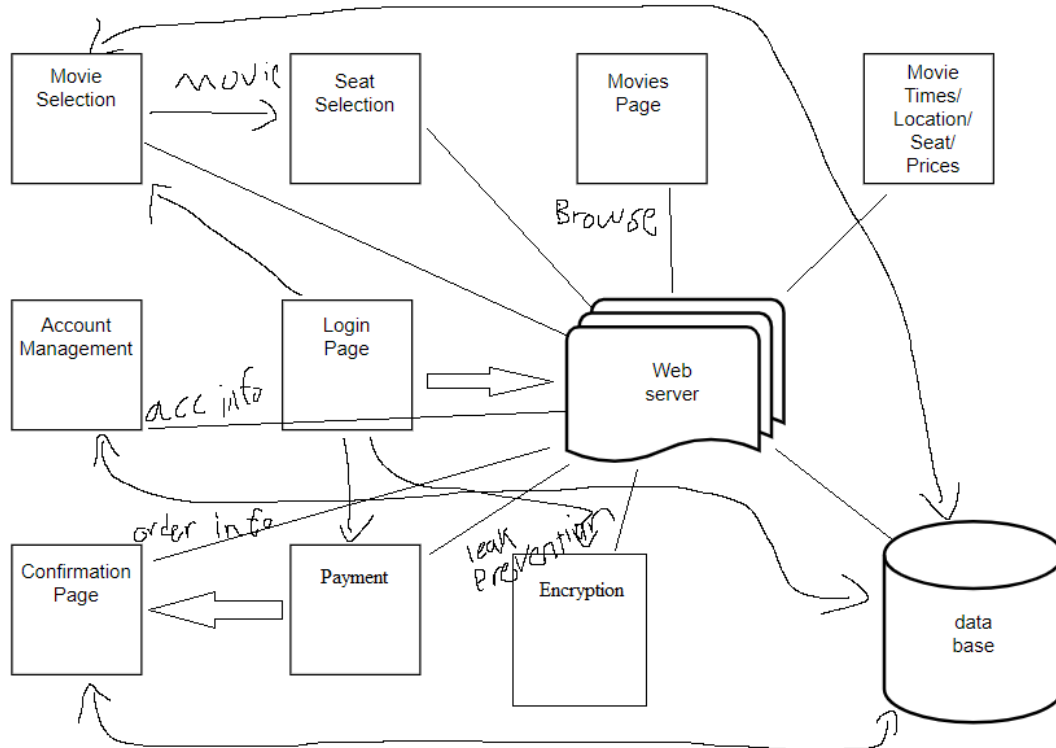 Movie
Selection
movie
Seat
Selection
Movies
Page
Movie
Times/
Location/
Seat/
Prices
Browse
Account
Management
Login
Page
Web
server
acc info
order info
leak
prevention
Confirmation
Page
Payment
Encryption
data
base